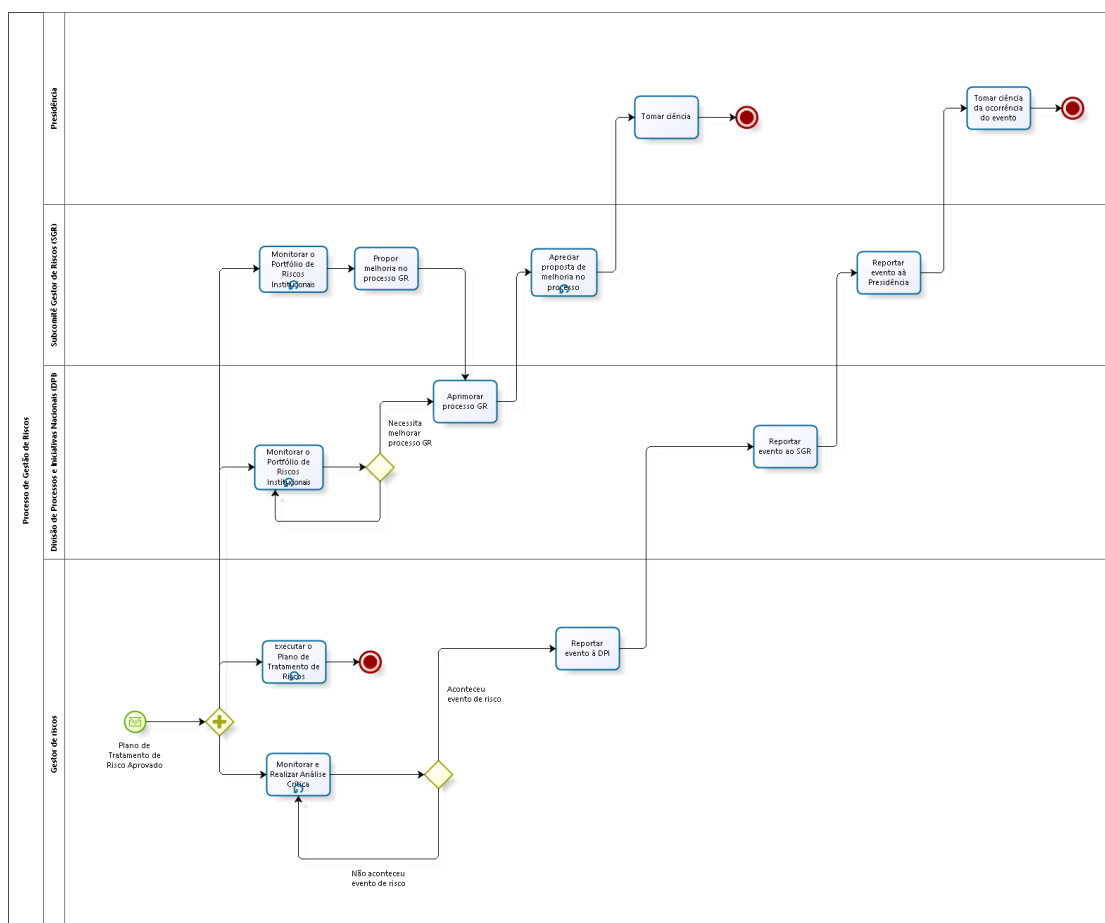 Processo de Gestão de Riscos
Presidência
Tomar ciência
Tomar ciência
da ocorrência
do evento
Subcomitê Gestor de Riscos (SGR)
Monitorar o
Portfólio de
Riscos
Institucionais
Propor
melhoria no
processo GR
Apreciar
proposta de
melhoria no
processo
Reportar
evento aà
Presidência
Divisão de Processos e Iniciativas Nacionais (DPI)
Aprimorar
processo GR
Necessita
melhorar
processo GR
Monitorar o
Portfólio de
Riscos
Institucionais
Reportar
evento ao SGR
Gestor de riscos
Executar o
Plano de
Tratamento de
Riscos
Reportar
evento à DPI
Aconteceu
evento de risco
Plano de
Tratamento de
Risco Aprovado
Monitorar e
Realizar Análise
Crítica
Não aconteceu
evento de risco